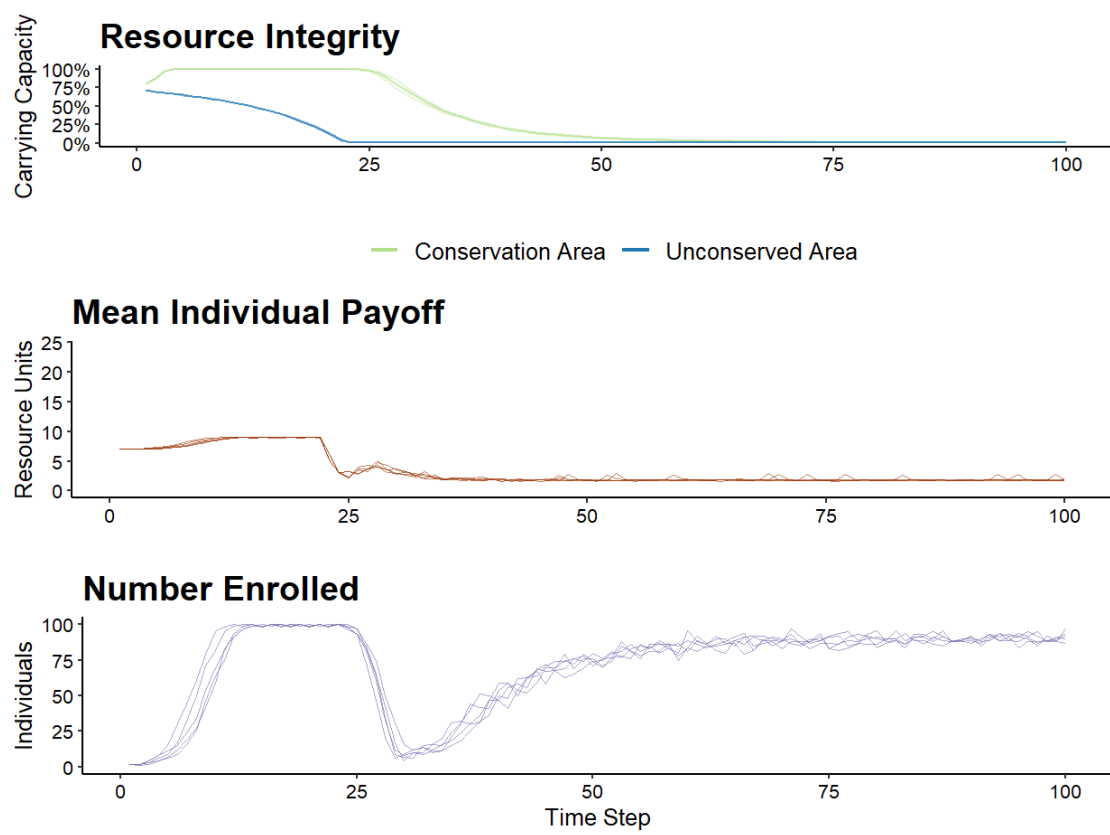 Resource Integrity
Carrying Capacity
100%
75%
50%
25%
0%
0 25 50 75 100
Conservation Area Unconserved Area
Mean Individual Payoff
Resource Units
25
20
15
10
5
0
0 25 50 75 100
Number Enrolled
Individuals
100
75
50
25
0
0 25 50 75 100
Time Step